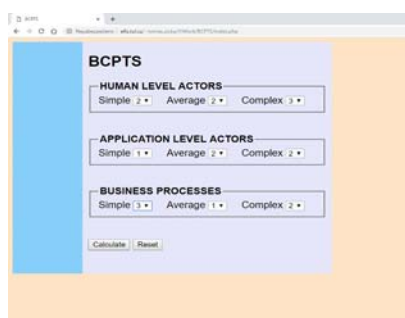 BCPTS
BCPTS
HUMAN LEVEL ACTORS
Simple 2 Average 2 Complex 3
APPLICATION LEVEL ACTORS
Simple 1 Average 2 Complex 2
BUSINESS PROCESSES
Simple 3 Average 1 Complex 2
Calculate Reset